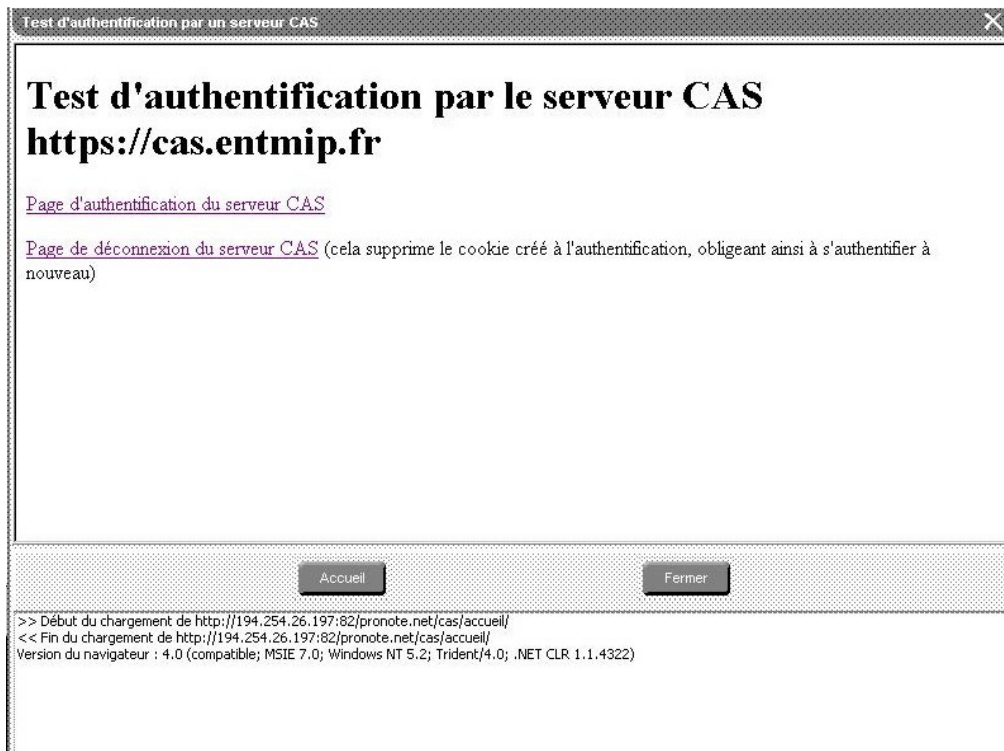 Test d'authentification par un serveur CAS
Test d'authentification par le serveur CAS
https://cas.entmip.fr
Page d'authentification du serveur CAS
Page de déconnexion du serveur CAS (cela supprime le cookie créé à l'authentification, obligeant ainsi à s'authentifier à
nouveau)
Accueil
Fermer
>> Début du chargement de http://194.254.26.197:82/pronote.net/cas/accueil/
<< Fin du chargement de http://194.254.26.197:82/pronote.net/cas/accueil/
Version du navigateur : 4.0 (compatible; MSIE 7.0; Windows NT 5.2; Trident/4.0; .NET CLR 1.1.4322)